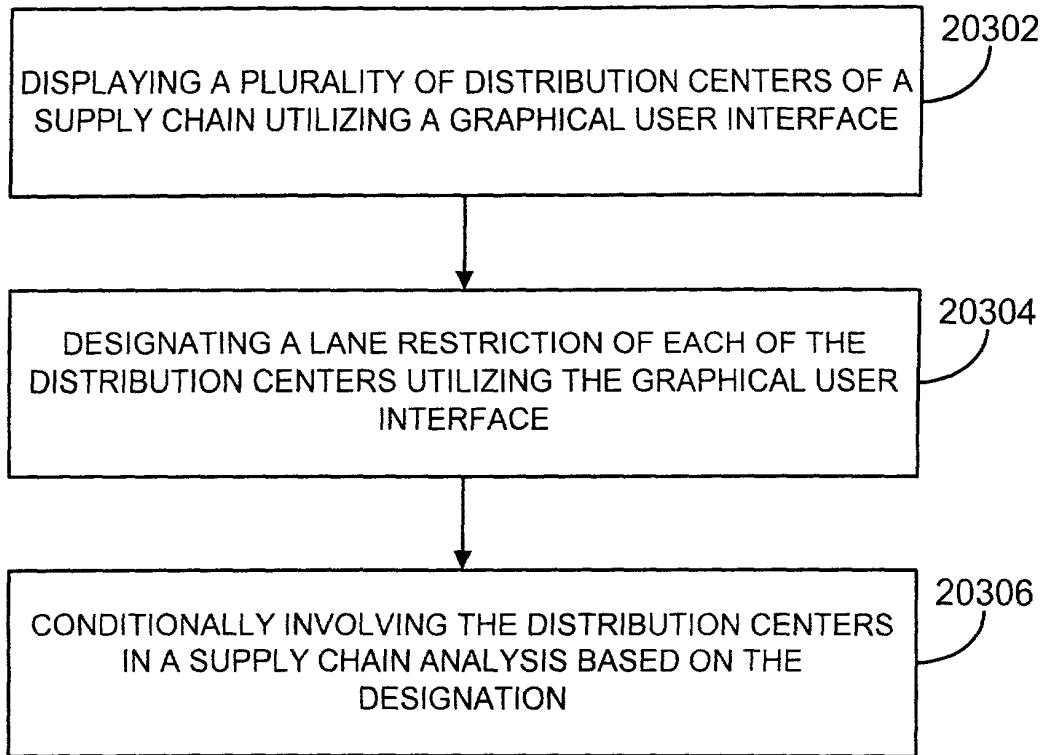 20302
DISPLAYING A PLURALITY OF DISTRIBUTION CENTERS OF A
SUPPLY CHAIN UTILIZING A GRAPHICAL USER INTERFACE
20304
DESIGNATING A LANE RESTRICTION OF EACH OF THE
DISTRIBUTION CENTERS UTILIZING THE GRAPHICAL USER
INTERFACE
20306
CONDITIONALLY INVOLVING THE DISTRIBUTION CENTERS
IN A SUPPLY CHAIN ANALYSIS BASED ON THE
DESIGNATION